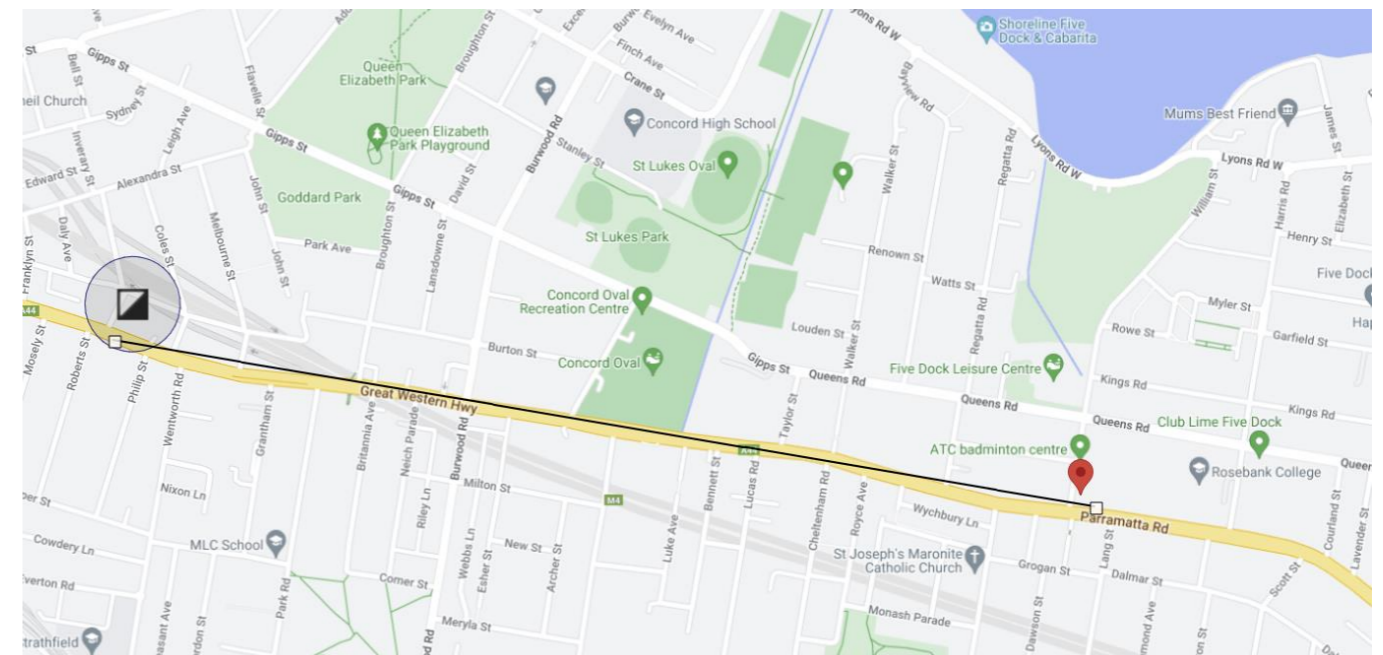 Gipps St
Bell St
Sydney St
Inverary St
Leigh Ave
Flavelle St
Edward St
Alexandra St
Daly Ave
Franklyn St
Coles St
Melbourne St
John St
John St
Gipps St
Queen
Elizabeth Park
Queen Elizabeth
Park Playground
Goddard Park
Park Ave
Broughton St
Broughton St
David St
Lansdowne St
Gipps St
Burwood Rd
Evelyn Ave
Finch Ave
Crane St
Stanley St
Concord High School
St Lukes Oval
St Lukes Park
Concord Oval
Recreation Centre
Concord Oval
Burton St
Shoreline Five
Dock & Cabarita
Bayview Rd
Walker St
Regatta Rd
Lyons Rd W
Mums Best Friend
James St
Lyons Rd W
William St
Harris Rd
Elizabeth St
Henry St
Renown St
Watts St
Regatta Rd
Louden St
Walker St
Myler St
Rowe St
Garfield St
Gipps St
Queens Rd
Five Dock Leisure Centre
Kings Rd
Kings Rd
Queens Rd
Queens Rd
Club Lime Five Dock
ATC badminton centre
Rosebank College
Taylor St
A44
Mosely St
Roberts St
Philip St
Wentworth Rd
Grantham St
Great Western Hwy
Britannia Ave
Neich Parade
Burwood Rd
Milton St
M4
Bennett St
Lucas Rd
Cheltenham Rd
Royce Ave
Wychbury Ln
Parramatta Rd
Lang St
Courland St
Lavender St
Scott St
Nixon Ln
Cowdery Ln
MLC School
Riley Ln
Webbs Ln
Esher St
New St
Archer St
Luke Ave
St Joseph's Maronite
Catholic Church
Grogan St
Dalmar St
Comer St
Park Rd
Meryla St
Monash Parade
Dawson St